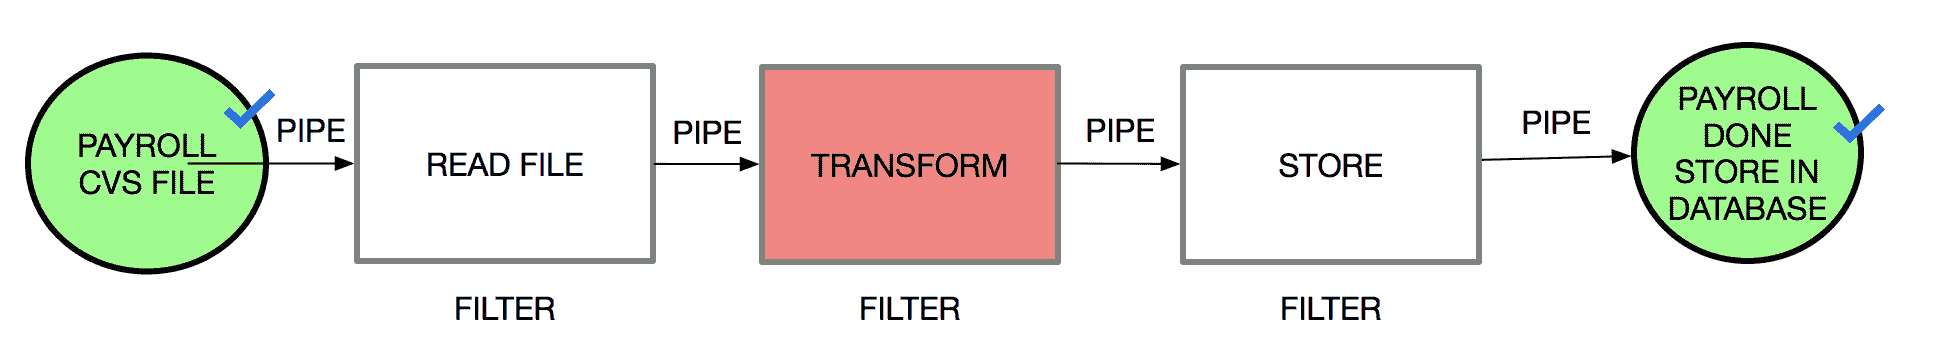 PAYROLL
CVS FILE
PIPE
READ FILE
FILTER
PIPE
TRANSFORM
FILTER
PIPE
STORE
FILTER
PIPE
PAYROLL
DONE
STORE IN
DATABASE